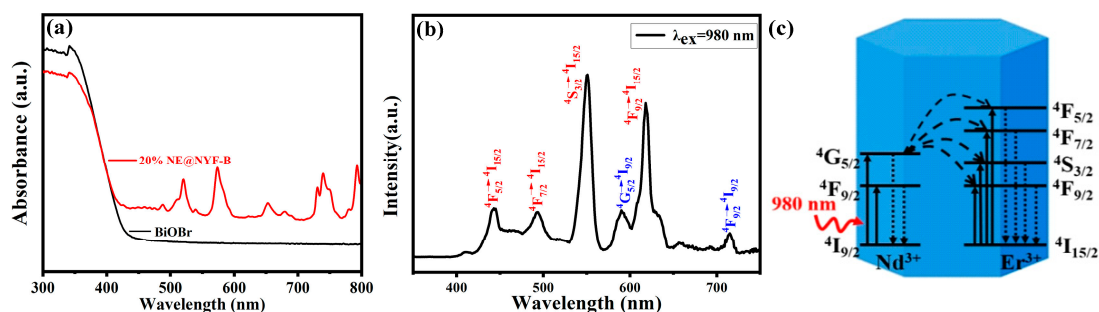 (a)
Absorbance (a.u.)
20% NE@NYF-B
BiOBr
300 400 500 600 700 800
Wavelength (nm)
(b)
λex=980 nm
Intensity(a.u.)
⁴F5/2→⁴I15/2
⁴F7/2→⁴I15/2
⁴S3/2→⁴I15/2
⁴G5/2→⁴I9/2
⁴F9/2→⁴I15/2
⁴F9/2→⁴I9/2
400 500 600 700
Wavelength (nm)
(c)
⁴G5/2
⁴F9/2
980 nm
⁴I9/2
Nd³⁺
⁴F5/2
⁴F7/2
⁴S3/2
⁴F9/2
⁴I15/2
Er³⁺